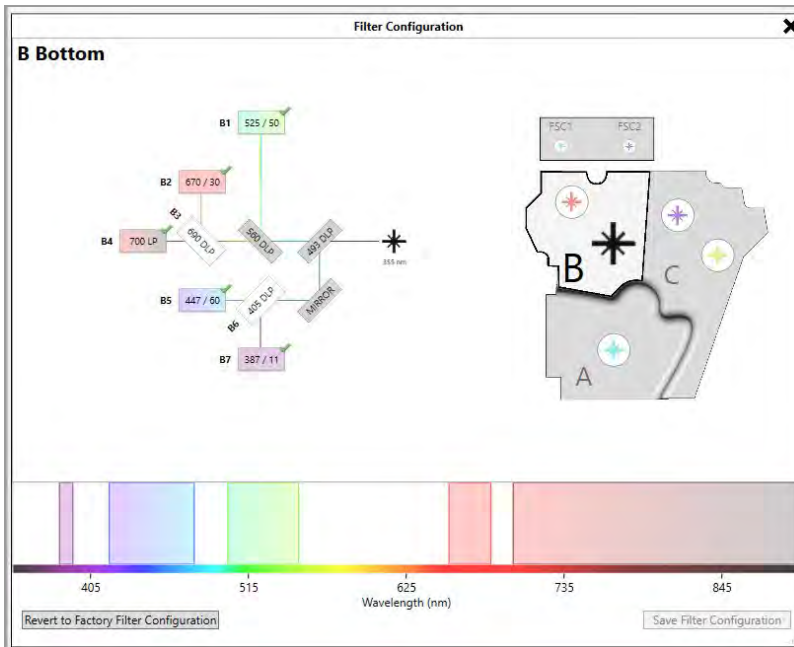 Filter Configuration
B Bottom
B1 525 / 50
B2 670 / 30
B3 690 DLP
560 DLP
493 DLP
B4 700 LP
355 nm
B5 447 / 60
B6 405 DLP
MIRROR
B7 387 / 11
FSC1 FSC2
B
C
A
405 515 625 735 845
Wavelength (nm)
Revert to Factory Filter Configuration
Save Filter Configuration